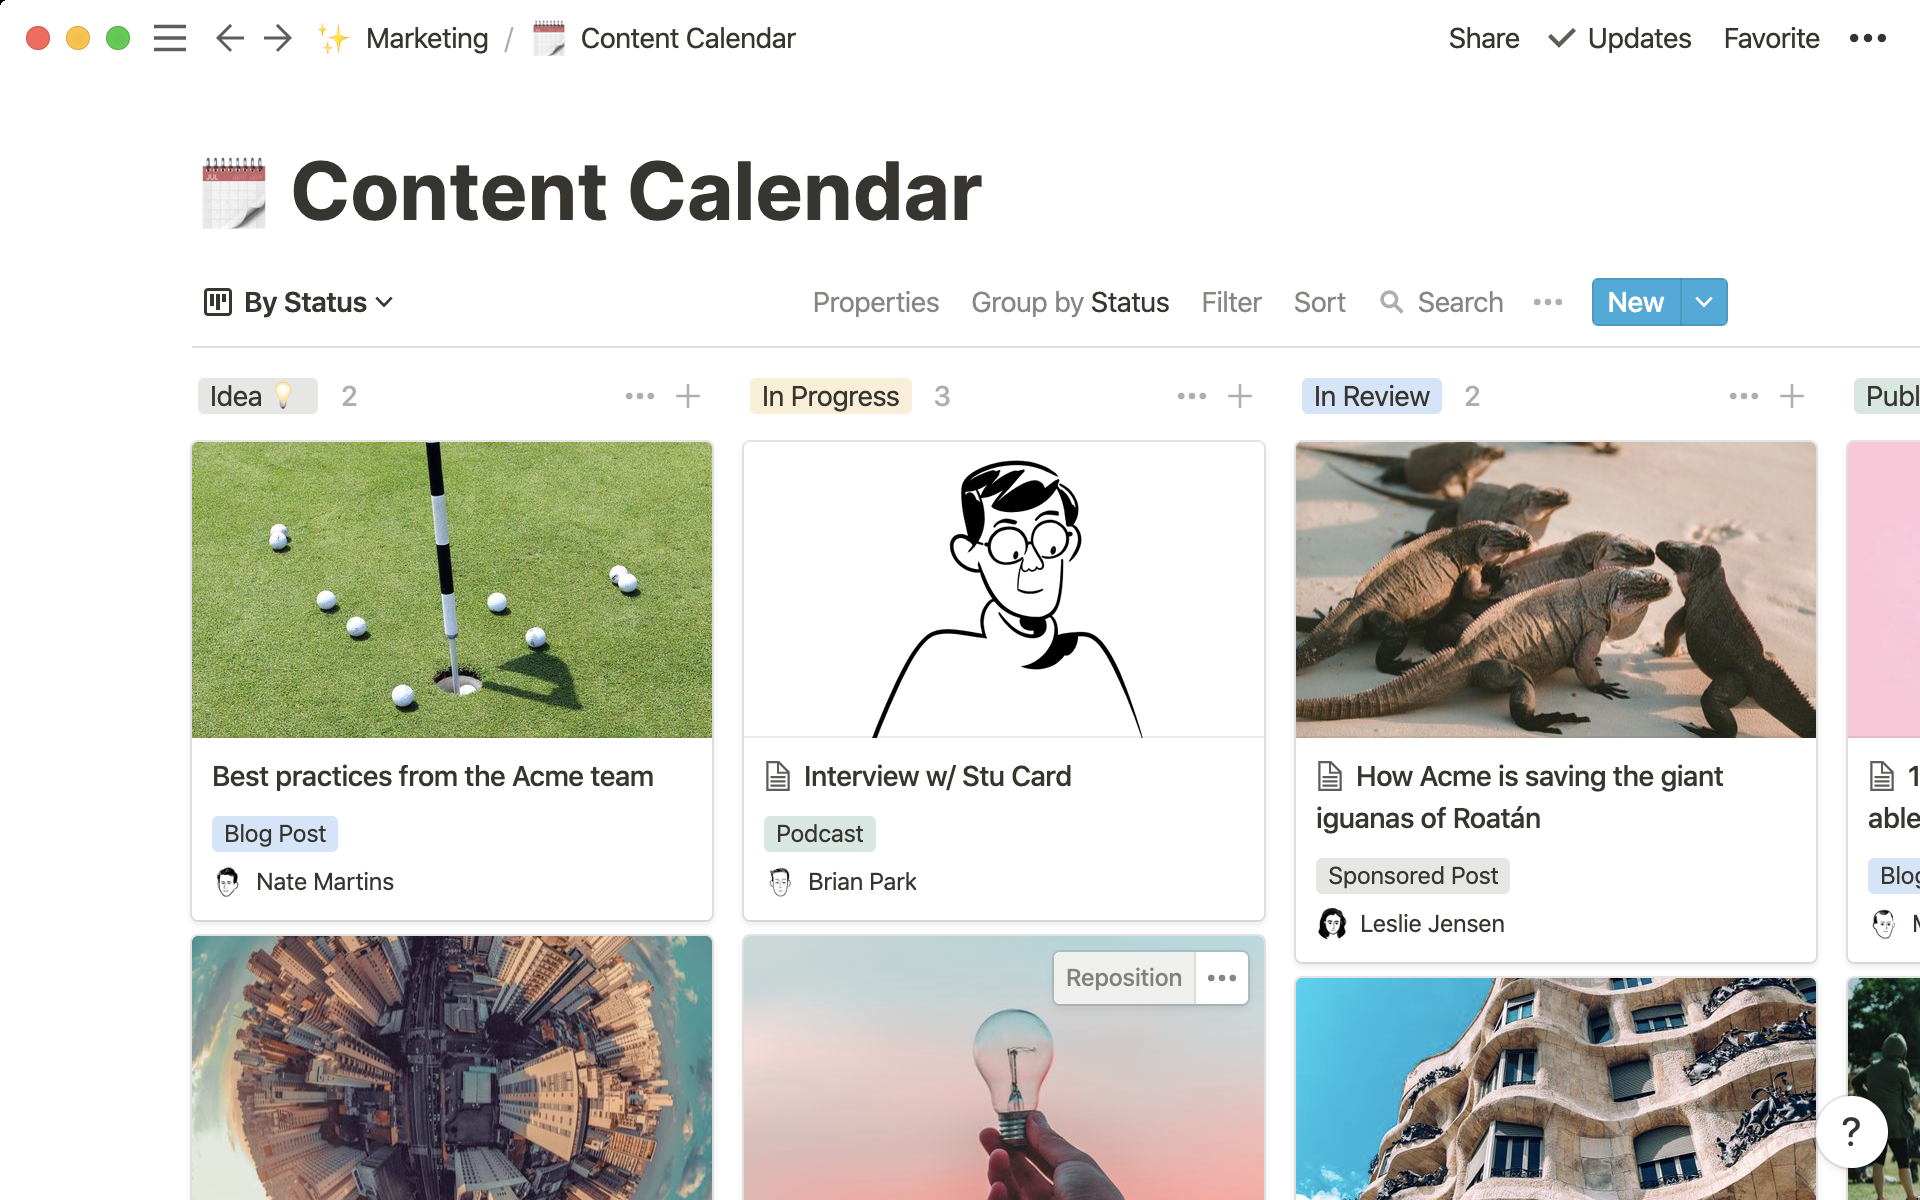 Marketing / Content Calendar
Share Updates Favorite
Content Calendar
By Status
Properties Group by Status Filter Sort Search New
Idea 2
In Progress 3
In Review 2
Publ
Best practices from the Acme team
Blog Post
Nate Martins
Interview w/ Stu Card
Podcast
Brian Park
How Acme is saving the giant
iguanas of Roatán
Sponsored Post
Leslie Jensen
1
able
Blog
Reposition
?